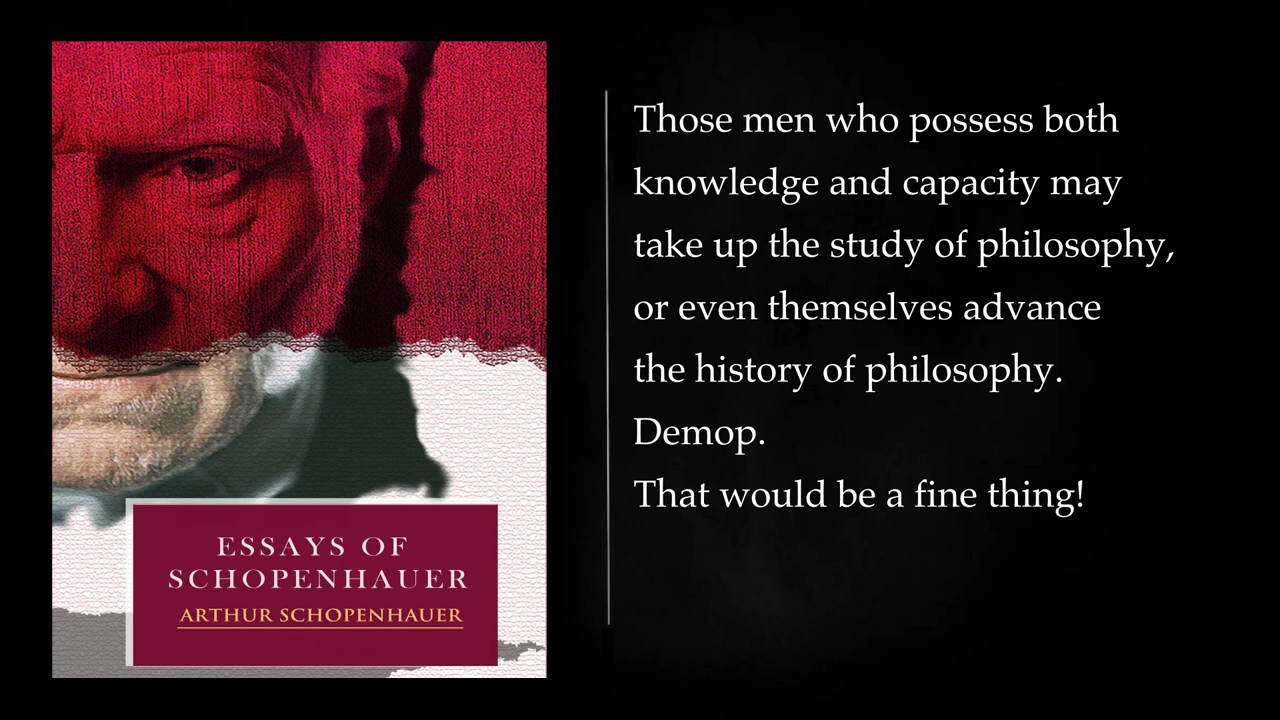 ESSAYS OF
SCHOPENHAUER
ARTHUR SCHOPENHAUER
Those men who possess both
knowledge and capacity may
take up the study of philosophy,
or even themselves advance
the history of philosophy.
Demop.
That would be a fine thing!